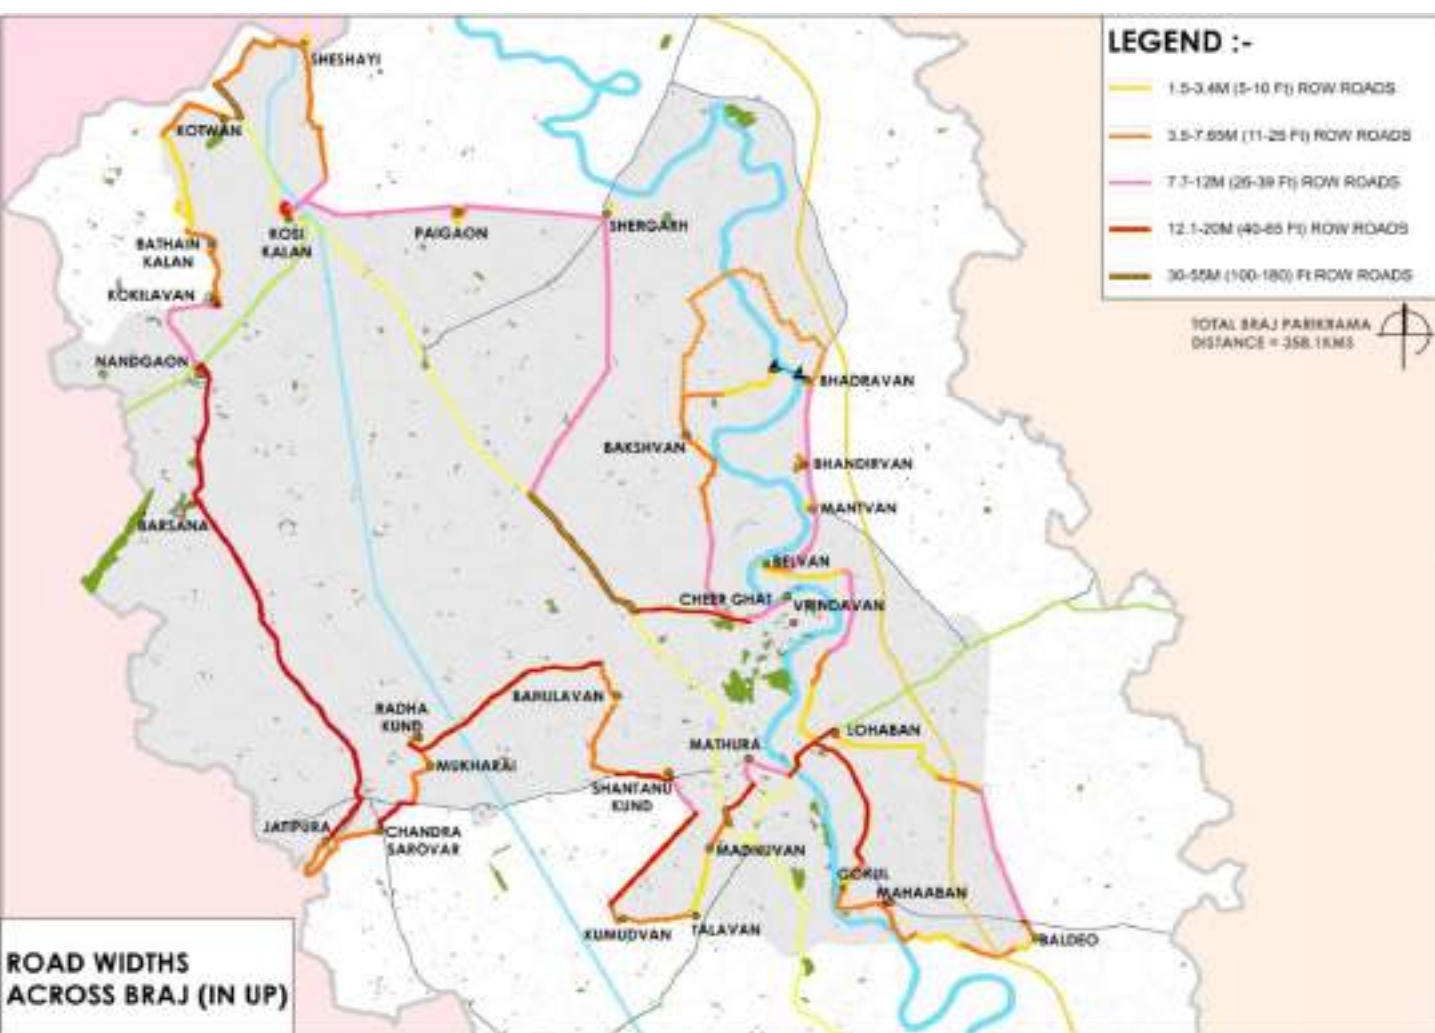 SHESHAYI
LEGEND :-
1.5-3.4M (5-10 Ft) ROW ROADS
3.5-7.65M (11-25 Ft) ROW ROADS
7.7-12M (26-39 Ft) ROW ROADS
12.1-20M (40-65 Ft) ROW ROADS
30-55M (100-180) Ft ROW ROADS
TOTAL BRAJ PARIKRAMA
DISTANCE = 358.1KMS
KOTWAN
KOSI
KALAN
PAIGAON
SHERGARH
BATHAIN
KALAN
KOKILAVAN
NANDGAON
BHADRAVAN
BAKSHVAN
BHANDIRVAN
MANTVAN
BARSANA
BELVAN
CHEER GHAT
VRINDAVAN
BAHULAVAN
RADHA
KUND
LOHABAN
MATHURA
MUKHARAI
SHANTANU
KUND
JATIPURA
CHANDRA
SAROVAR
MADHUVAN
GOKUL
MAHAABAN
KUMUDVAN
TALAVAN
BALDEO
ROAD WIDTHS
ACROSS BRAJ (IN UP)